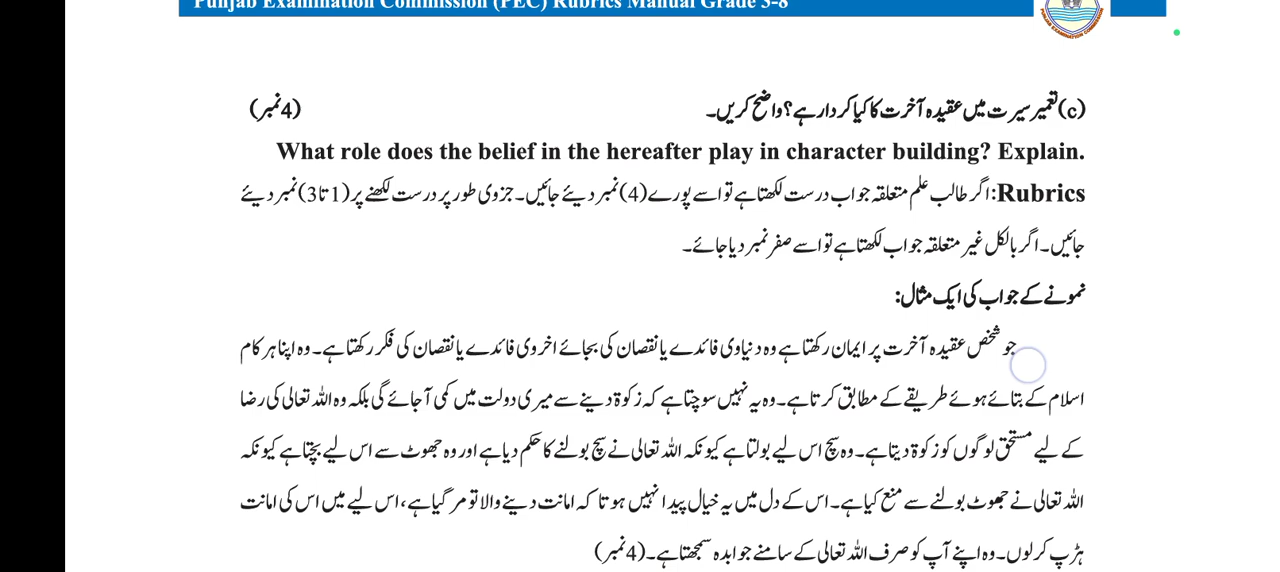 Punjab Examination Commission (PEC) Rubrics Manual Grade 3-8
(c) تعمیر سیرت میں عقیدہ آخرت کا کیا کردار ہے؟ واضح کریں۔ (4 نمبر)
What role does the belief in the hereafter play in character building? Explain.
Rubrics: اگر طالب علم متعلقہ جواب درست لکھتا ہے تو اسے پورے (4) نمبر دیئے جائیں۔ جزوی طور پر درست لکھنے پر (1 تا 3) نمبر دیئے
جائیں۔ اگر بالکل غیر متعلقہ جواب لکھتا ہے تو اسے صفر نمبر دیا جائے۔
نمونے کے جواب کی ایک مثال:
جو شخص عقیدہ آخرت پر ایمان رکھتا ہے وہ دنیاوی فائدے یا نقصان کی بجائے اخروی فائدے یا نقصان کی فکر رکھتا ہے۔ وہ اپنا ہر کام
اسلام کے بتائے ہوئے طریقے کے مطابق کرتا ہے۔ وہ یہ نہیں سوچتا ہے کہ زکوۃ دینے سے میری دولت میں کمی آجائے گی بلکہ وہ اللہ تعالی کی رضا
کے لیے مستحق لوگوں کو زکوۃ دیتا ہے۔ وہ سچ اس لیے بولتا ہے کیونکہ اللہ تعالی نے سچ بولنے کا حکم دیا ہے اور وہ جھوٹ سے اس لیے بچتا ہے کیونکہ
اللہ تعالی نے جھوٹ بولنے سے منع کیا ہے۔ اس کے دل میں یہ خیال پیدا نہیں ہوتا کہ امانت دینے والا تو مر گیا ہے، اس لیے میں اس کی امانت
ہڑپ کرلوں۔ وہ اپنے آپ کو صرف اللہ تعالی کے سامنے جوابدہ سمجھتا ہے۔ (4 نمبر)